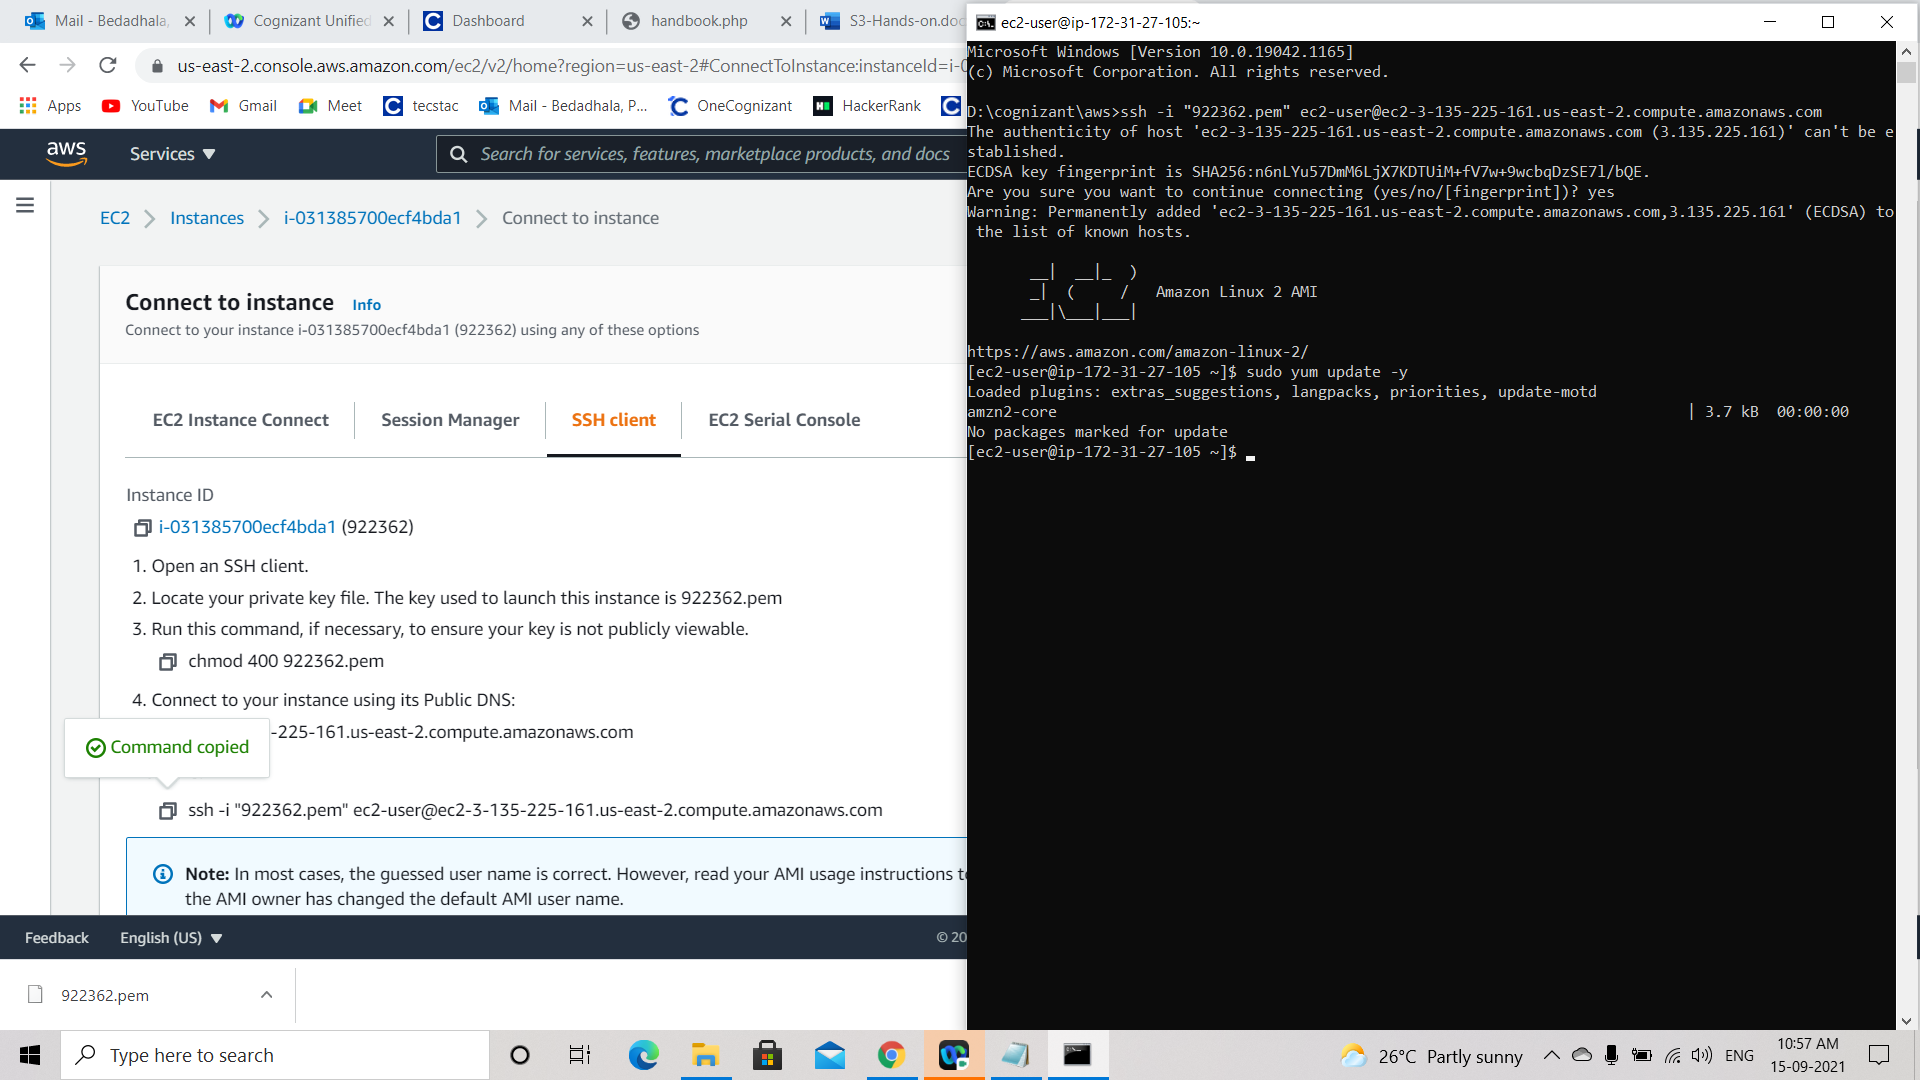 Mail - Bedadhala,
Cognizant Unified
Dashboard
handbook.php
S3-Hands-on.doc
us-east-2.console.aws.amazon.com/ec2/v2/home?region=us-east-2#ConnectToInstance:instanceId=i-0
Apps
YouTube
Gmail
Meet
tecstac
Mail - Bedadhala, P...
OneCognizant
HackerRank
aws
Services
Search for services, features, marketplace products, and docs
EC2 > Instances > i-031385700ecf4bda1 > Connect to instance
Connect to instance Info
Connect to your instance i-031385700ecf4bda1 (922362) using any of these options
EC2 Instance Connect
Session Manager
SSH client
EC2 Serial Console
Instance ID
i-031385700ecf4bda1 (922362)
1. Open an SSH client.
2. Locate your private key file. The key used to launch this instance is 922362.pem
3. Run this command, if necessary, to ensure your key is not publicly viewable.
chmod 400 922362.pem
4. Connect to your instance using its Public DNS:
-225-161.us-east-2.compute.amazonaws.com
Command copied
ssh -i "922362.pem" ec2-user@ec2-3-135-225-161.us-east-2.compute.amazonaws.com
Note: In most cases, the guessed user name is correct. However, read your AMI usage instructions to
the AMI owner has changed the default AMI user name.
Feedback
English (US)
© 20
922362.pem
ec2-user@ip-172-31-27-105:~
Microsoft Windows [Version 10.0.19042.1165]
(c) Microsoft Corporation. All rights reserved.
D:\cognizant\aws>ssh -i "922362.pem" ec2-user@ec2-3-135-225-161.us-east-2.compute.amazonaws.com
The authenticity of host 'ec2-3-135-225-161.us-east-2.compute.amazonaws.com (3.135.225.161)' can't be e
stablished.
ECDSA key fingerprint is SHA256:n6nLYu57DmM6LjX7KDTUiM+fV7w+9wcbqDzSE7l/bQE.
Are you sure you want to continue connecting (yes/no/[fingerprint])? yes
Warning: Permanently added 'ec2-3-135-225-161.us-east-2.compute.amazonaws.com,3.135.225.161' (ECDSA) to
the list of known hosts.
__|  __|_  )
_|  (     /   Amazon Linux 2 AMI
___|\___|___|
https://aws.amazon.com/amazon-linux-2/
[ec2-user@ip-172-31-27-105 ~]$ sudo yum update -y
Loaded plugins: extras_suggestions, langpacks, priorities, update-motd
amzn2-core | 3.7 kB 00:00:00
No packages marked for update
[ec2-user@ip-172-31-27-105 ~]$
Type here to search
26°C Partly sunny
ENG
10:57 AM
15-09-2021